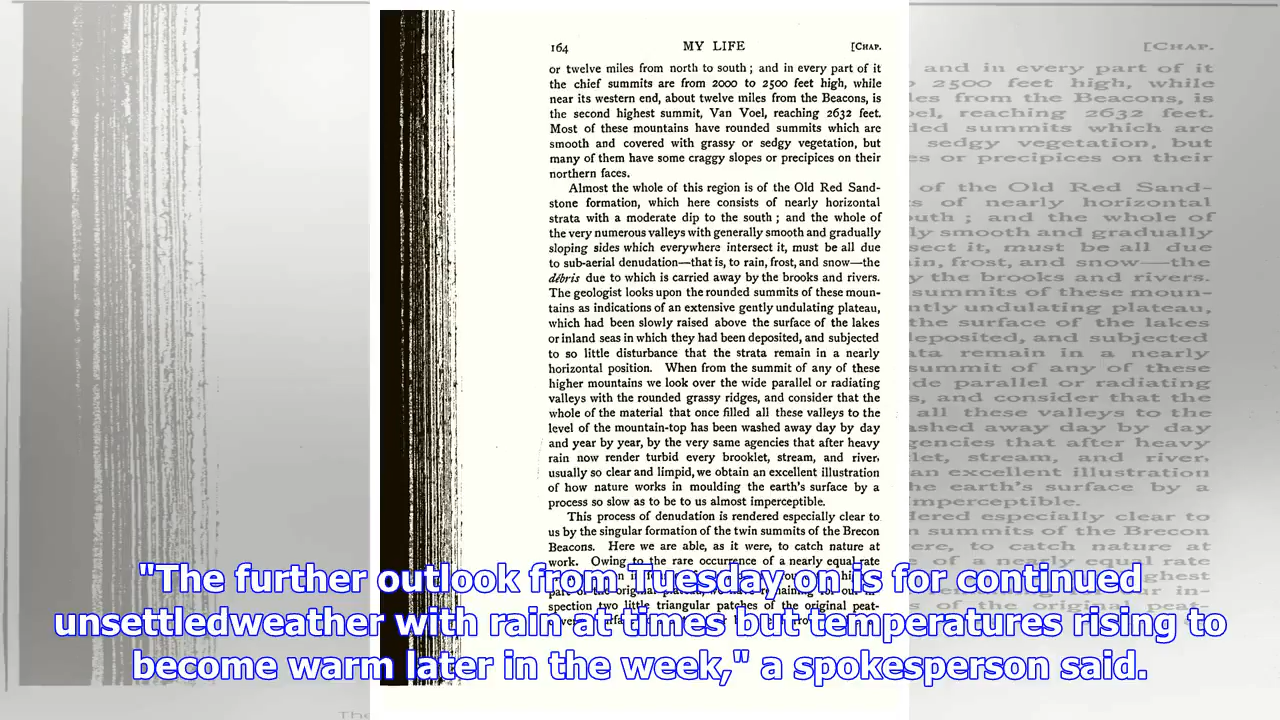 164 MY LIFE [CHAP.
or twelve miles from north to south ; and in every part of it
the chief summits are from 2000 to 2500 feet high, while
near its western end, about twelve miles from the Beacons, is
the second highest summit, Van Voel, reaching 2632 feet.
Most of these mountains have rounded summits which are
smooth and covered with grassy or sedgy vegetation, but
many of them have some craggy slopes or precipices on their
northern faces.
Almost the whole of this region is of the Old Red Sand-
stone formation, which here consists of nearly horizontal
strata with a moderate dip to the south ; and the whole of
the very numerous valleys with generally smooth and gradually
sloping sides which everywhere intersect it, must be all due
to sub-aerial denudation—that is, to rain, frost, and snow—the
débris due to which is carried away by the brooks and rivers.
The geologist looks upon the rounded summits of these moun-
tains as indications of an extensive gently undulating plateau,
which had been slowly raised above the surface of the lakes
or inland seas in which they had been deposited, and subjected
to so little disturbance that the strata remain in a nearly
horizontal position. When from the summit of any of these
higher mountains we look over the wide parallel or radiating
valleys with the rounded grassy ridges, and consider that the
whole of the material that once filled all these valleys to the
level of the mountain-top has been washed away day by day
and year by year, by the very same agencies that after heavy
rain now render turbid every brooklet, stream, and river,
usually so clear and limpid, we obtain an excellent illustration
of how nature works in moulding the earth's surface by a
process so slow as to be to us almost imperceptible.
This process of denudation is rendered especially clear to
us by the singular formation of the twin summits of the Brecon
Beacons. Here we are able, as it were, to catch nature at
work. Owing to the rare occurrence of a nearly equal rate
spection two little triangular patches of the original peat-
"The further outlook from Tuesday on is for continued
unsettledweather with rain at times but temperatures rising to
become warm later in the week," a spokesperson said.